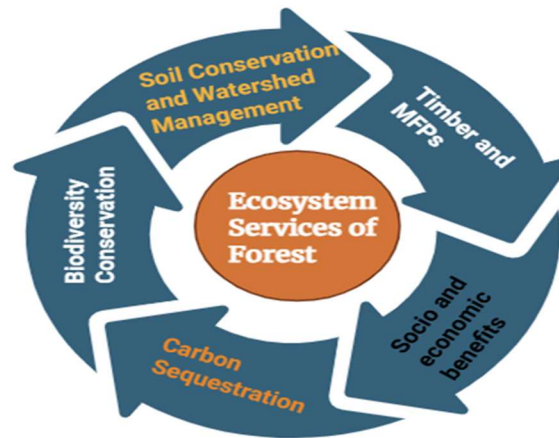 Soil Conservation
and Watershed
Management
Timber and
MFPs
Socio and
economic
benefits
Carbon
Sequestration
Biodiversity
Conservation
Ecosystem
Services of
Forest